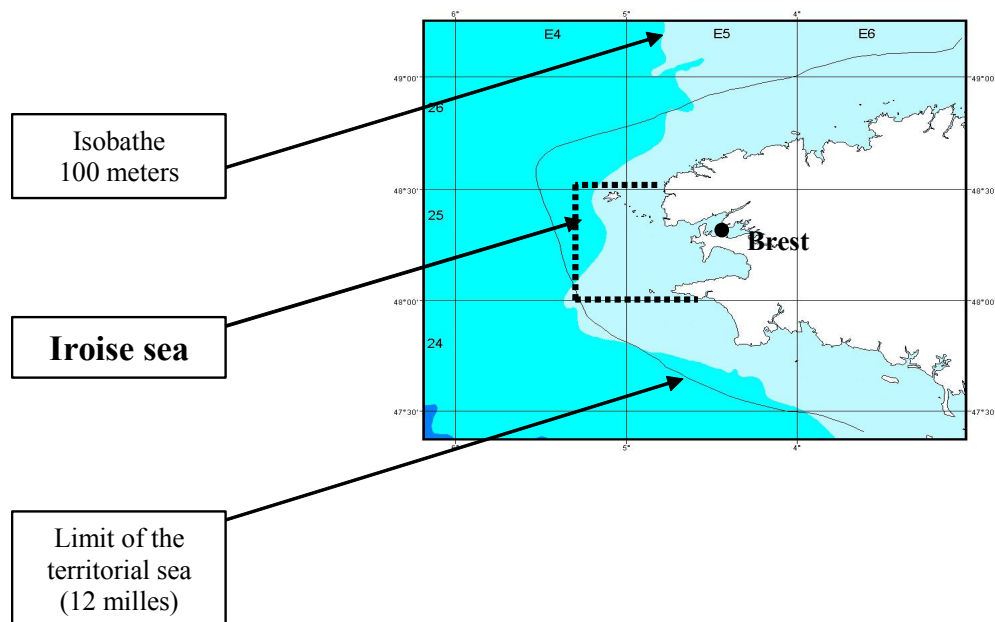 6° 5° 4°
E4 E5 E6
49°00' 49°00'
26
Isobathe
100 meters
48°30' 48°30'
25
Brest
48°00' 48°00'
Iroise sea
24
47°30' 47°30'
5° 4°
Limit of the
territorial sea
(12 milles)